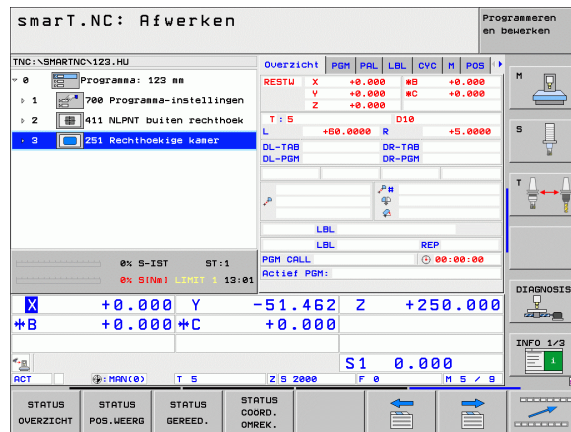 smarT.NC: Afwerken
Programmeren
en bewerken
TNC:\SMARTNC\123.HU
0 Programma: 123 mm
1 700 Programma-instellingen
2 411 NLPNT buiten rechthoek
3 251 Rechthoekige kamer
Overzicht PGM PAL LBL CYC M POS
RESTW X +0.000 *B +0.000
Y +0.000 *C +0.000
Z +0.000
T : 5 D10
L +60.0000 R +5.0000
DL-TAB DR-TAB
DL-PGM DR-PGM
P#
LBL
LBL REP
PGM CALL 00:00:00
Actief PGM:
0% S-IST ST:1
0% S[Nm] LIMIT 1 13:01
X +0.000 Y -51.462 Z +250.000
*B +0.000 *C +0.000
S1 0.000
ACT MAN(0) T 5 Z S 2000 F 0 M 5 / 9
M
S
T
DIAGNOSIS
INFO 1/3
STATUS
OVERZICHT
STATUS
POS.WEERG
STATUS
GEREED.
STATUS
COORD.
OMREK.